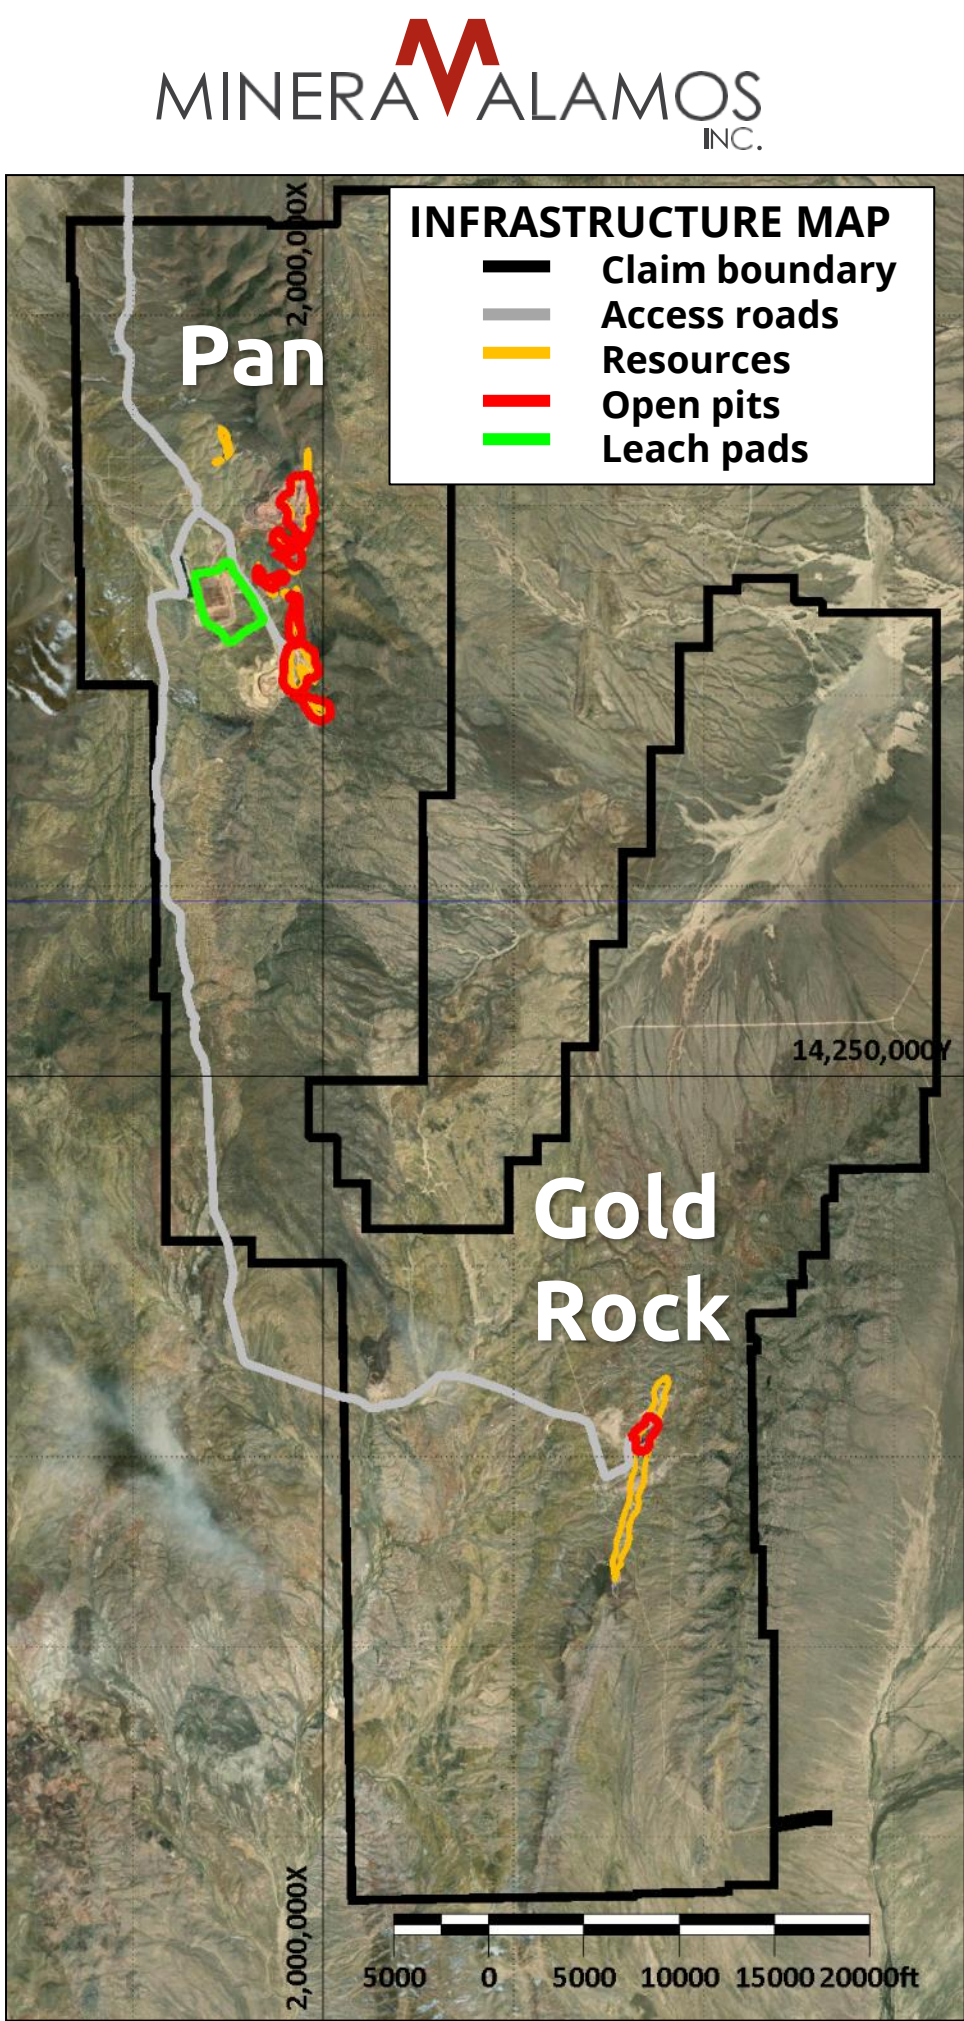 MINERA ALAMOS
INC.
2,000,000X
INFRASTRUCTURE MAP
Claim boundary
Access roads
Resources
Open pits
Leach pads
Pan
14,250,000Y
Gold
Rock
2,000,000X
5000 0 5000 10000 15000 20000ft